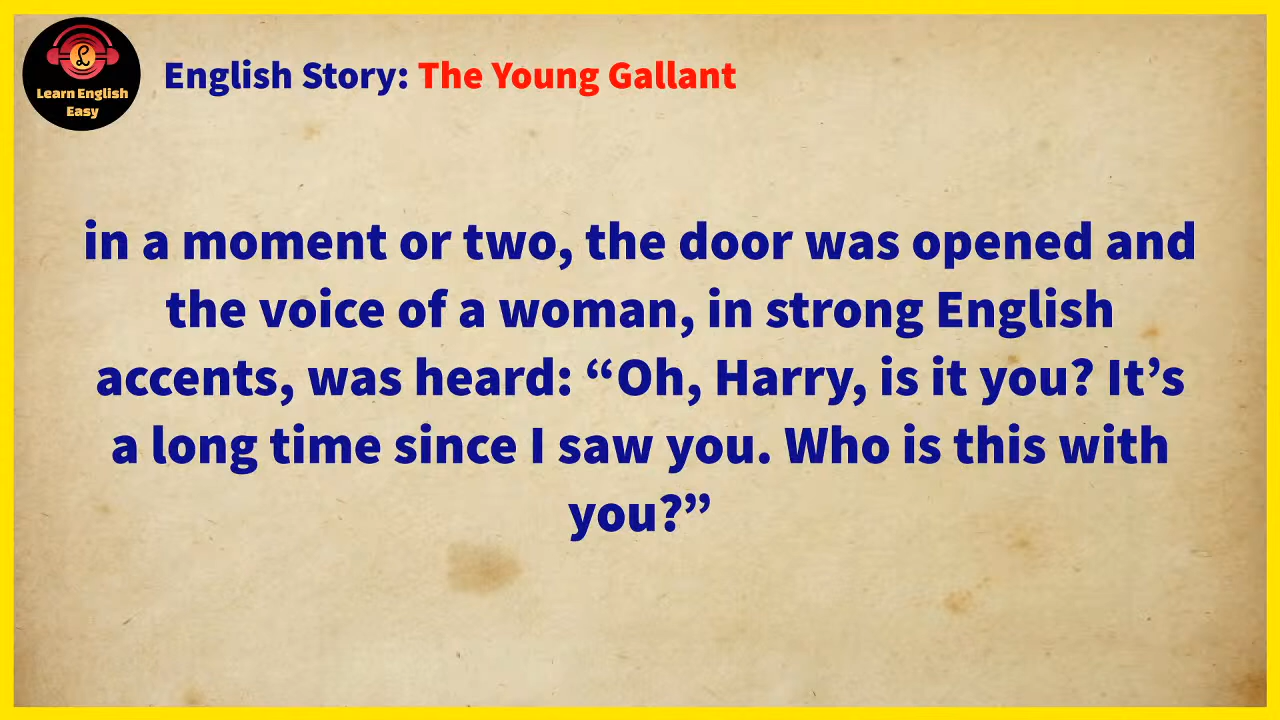 Learn English
Easy
English Story: The Young Gallant
in a moment or two, the door was opened and
the voice of a woman, in strong English
accents, was heard: “Oh, Harry, is it you? It’s
a long time since I saw you. Who is this with
you?”